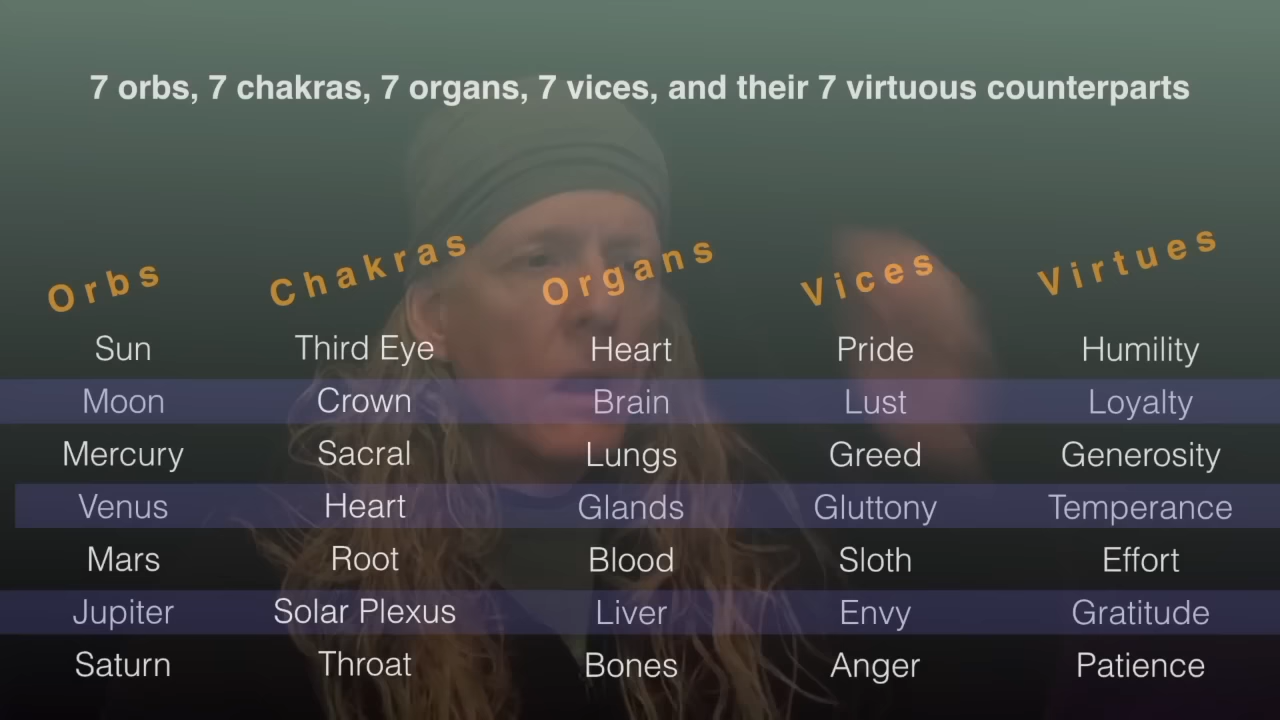 7 orbs, 7 chakras, 7 organs, 7 vices, and their 7 virtuous counterparts
Orbs Chakras Organs Vices Virtues
Sun Third Eye Heart Pride Humility
Moon Crown Brain Lust Loyalty
Mercury Sacral Lungs Greed Generosity
Venus Heart Glands Gluttony Temperance
Mars Root Blood Sloth Effort
Jupiter Solar Plexus Liver Envy Gratitude
Saturn Throat Bones Anger Patience